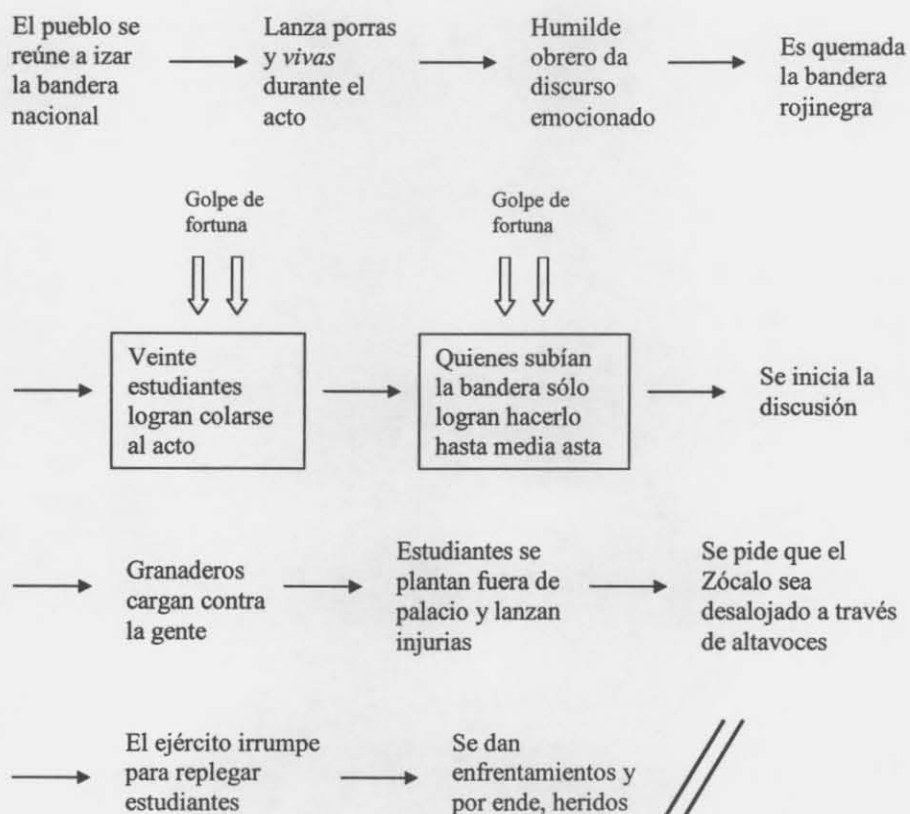 El pueblo se
reúne a izar
la bandera
nacional
Lanza porras
y vivas
durante el
acto
Humilde
obrero da
discurso
emocionado
Es quemada
la bandera
rojinegra
Golpe de
fortuna
Golpe de
fortuna
Veinte
estudiantes
logran colarse
al acto
Quienes subían
la bandera sólo
logran hacerlo
hasta media asta
Se inicia la
discusión
Granaderos
cargan contra
la gente
Estudiantes se
plantan fuera de
palacio y lanzan
injurias
Se pide que el
Zócalo sea
desalojado a través
de altavoces
El ejército irrumpe
para replegar
estudiantes
Se dan
enfrentamientos y
por ende, heridos